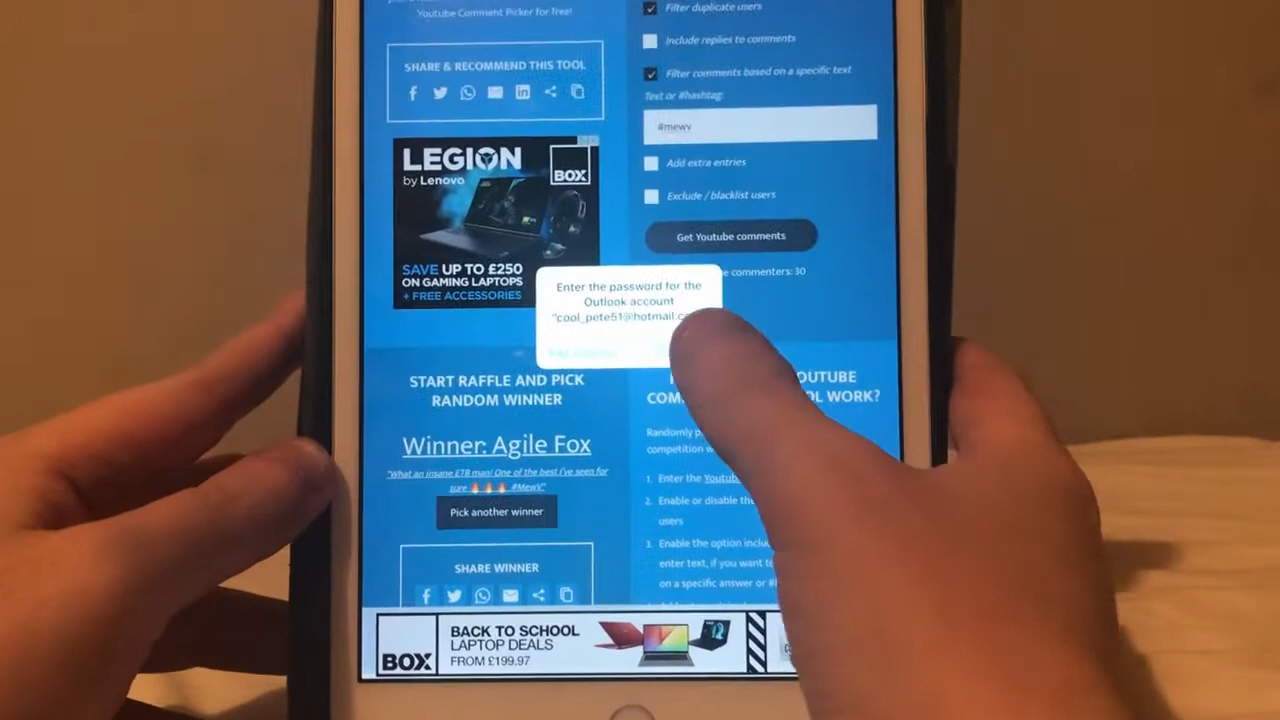 Youtube Comment Picker for free!
SHARE & RECOMMEND THIS TOOL
LEGION
by Lenovo
BOX
SAVE UP TO £250
ON GAMING LAPTOPS
+ FREE ACCESSORIES
Filter duplicate users
Include replies to comments
Filter comments based on a specific text
Text or #hashtag:
#mewv
Add extra entries
Exclude / blacklist users
Get Youtube comments
commenters: 30
Enter the password for the
Outlook account
"cool_pete51@hotmail.
START RAFFLE AND PICK
RANDOM WINNER
Winner: Agile Fox
"What an insane £7B man! One of the best I've seen for
sure 🔥🔥🔥 #MewV"
Pick another winner
SHARE WINNER
WORK?
Randomly
competition
1. Enter the
2. Enable or disable the
users
3. Enable the option
enter text, if you want
on a specific answer or
BOX
BACK TO SCHOOL
LAPTOP DEALS
FROM £199.97